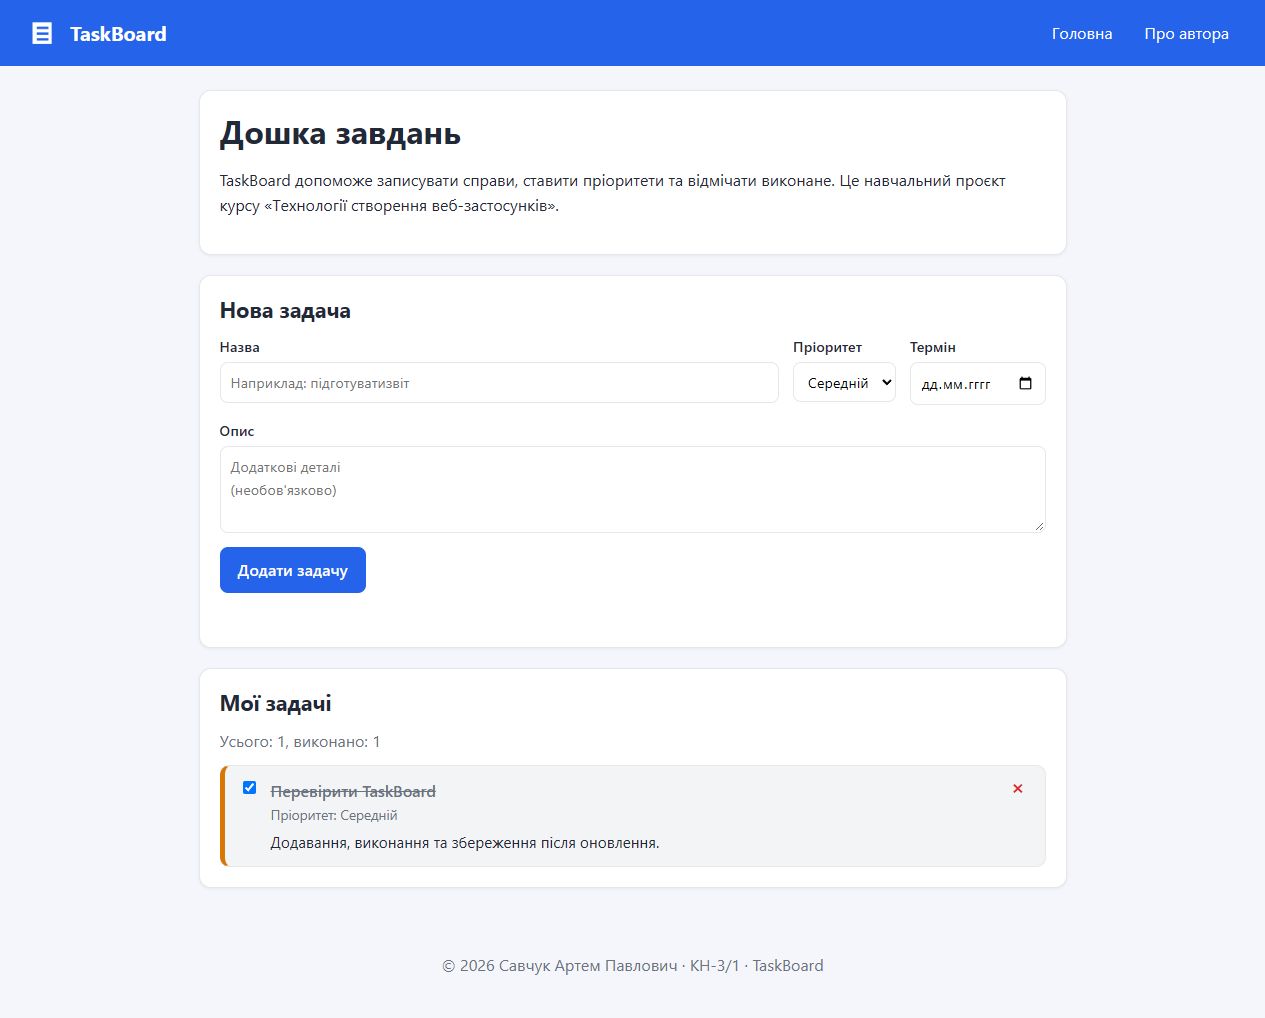 TaskBoard
Головна
Про автора
Дошка завдань
TaskBoard допоможе записувати справи, ставити пріоритети та відмічати виконане. Це навчальний проєкт
курсу «Технології створення веб-застосунків».
Нова задача
Назва
Пріоритет
Термін
Наприклад: підготуватизвіт
Середній
дд.мм.гггг
Опис
Додаткові деталі
(необов'язково)
Додати задачу
Мої задачі
Усього: 1, виконано: 1
Перевірити TaskBoard
Пріоритет: Середній
Додавання, виконання та збереження після оновлення.
© 2026 Савчук Артем Павлович · КН-3/1 · TaskBoard